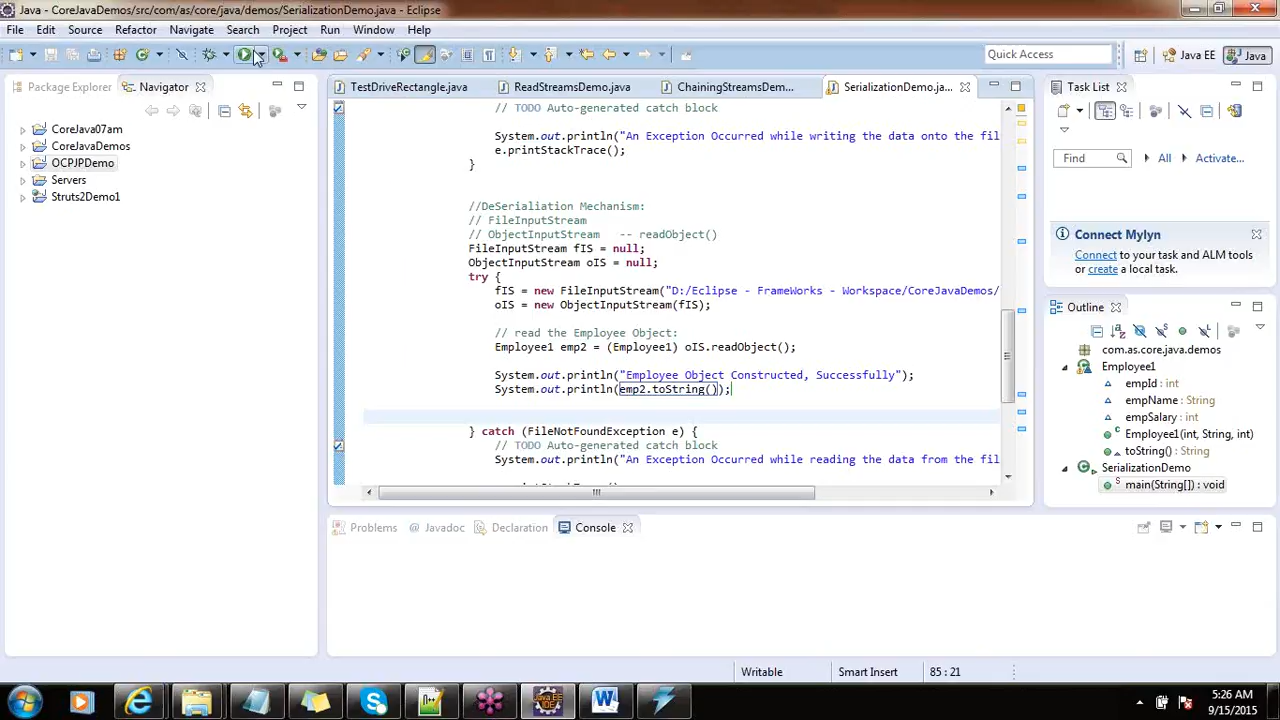 Java - CoreJavaDemos/src/com/as/core/java/demos/SerializationDemo.java - Eclipse
File Edit Source Refactor Navigate Search Project Run Window Help
Quick Access Java EE Java
Package Explorer Navigator TestDriveRectangle.java ReadStreamsDemo.java ChainingStreamsDem... SerializationDemo.ja... Task List
CoreJava07am
CoreJavaDemos
OCPJPDemo
Servers
Struts2Demo1
// TODO Auto-generated catch block
System.out.println("An Exception Occurred while writing the data onto the fil
e.printStackTrace();
}
//DeSerialiation Mechanism:
// FileInputStream
// ObjectInputStream -- readObject()
FileInputStream fIS = null;
ObjectInputStream oIS = null;
try {
fIS = new FileInputStream("D:/Eclipse - FrameWorks - Workspace/CoreJavaDemos/
oIS = new ObjectInputStream(fIS);
// read the Employee Object:
Employee1 emp2 = (Employee1) oIS.readObject();
System.out.println("Employee Object Constructed, Successfully");
System.out.println(emp2.toString());
} catch (FileNotFoundException e) {
// TODO Auto-generated catch block
System.out.println("An Exception Occurred while reading the data from the fil
Find All Activate...
Connect Mylyn
Connect to your task and ALM tools
or create a local task.
Outline
com.as.core.java.demos
Employee1
empId : int
empName : String
empSalary : int
Employee1(int, String, int)
toString() : String
SerializationDemo
main(String[]) : void
Problems Javadoc Declaration Console
Writable Smart Insert 85 : 21
5:26 AM
9/15/2015